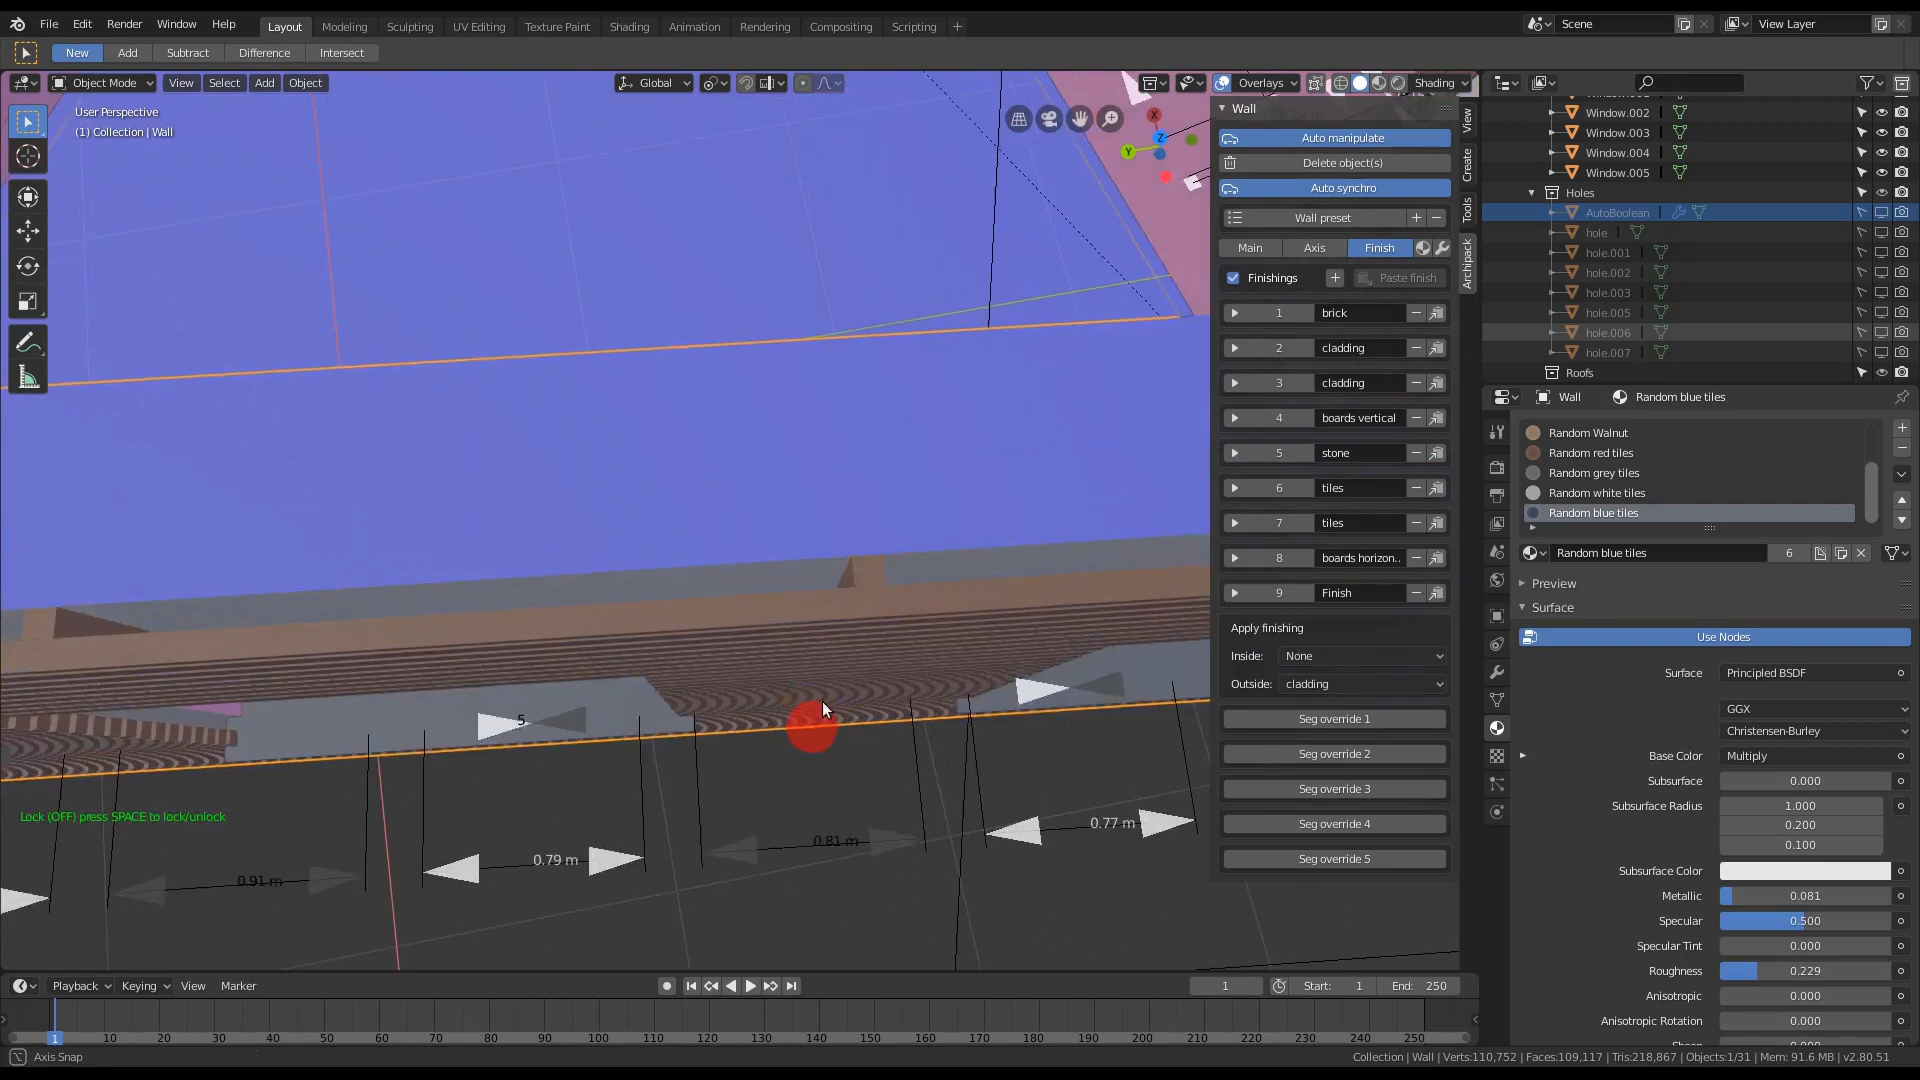 File Edit Render Window Help Layout Modeling Sculpting UV Editing Texture Paint Shading Animation Rendering Compositing Scripting + Scene View Layer
New Add Subtract Difference Intersect
Object Mode View Select Add Object Global Overlays Shading
User Perspective
(1) Collection | Wall
X
Y
Z
Lock (OFF) press SPACE to lock/unlock
5
0.91 m
0.79 m
0.81 m
0.77 m
Wall
Auto manipulate
Delete object(s)
Auto synchro
Wall preset
Main Axis Finish
Finishings + Paste finish
1 brick
2 cladding
3 cladding
4 boards vertical
5 stone
6 tiles
7 tiles
8 boards horizon..
9 Finish
Apply finishing
Inside: None
Outside: cladding
Seg override 1
Seg override 2
Seg override 3
Seg override 4
Seg override 5
View
Create
Tools
Archipack
Window.002
Window.003
Window.004
Window.005
Holes
AutoBoolean
hole
hole.001
hole.002
hole.003
hole.005
hole.006
hole.007
Roofs
Wall Random blue tiles
Random Walnut
Random red tiles
Random grey tiles
Random white tiles
Random blue tiles
Random blue tiles 6
Preview
Surface
Use Nodes
Surface Principled BSDF
GGX
Christensen-Burley
Base Color Multiply
Subsurface 0.000
Subsurface Radius 1.000
0.200
0.100
Subsurface Color
Metallic 0.081
Specular 0.500
Specular Tint 0.000
Roughness 0.229
Anisotropic 0.000
Anisotropic Rotation 0.000
Playback Keying View Marker 1 Start: 1 End: 250
1 10 20 30 40 50 60 70 80 90 100 110 120 130 140 150 160 170 180 190 200 210 220 230 240 250
Axis Snap
Collection | Wall | Verts:110,752 | Faces:109,117 | Tris:218,867 | Objects:1/31 | Mem: 91.6 MB | v2.80.51